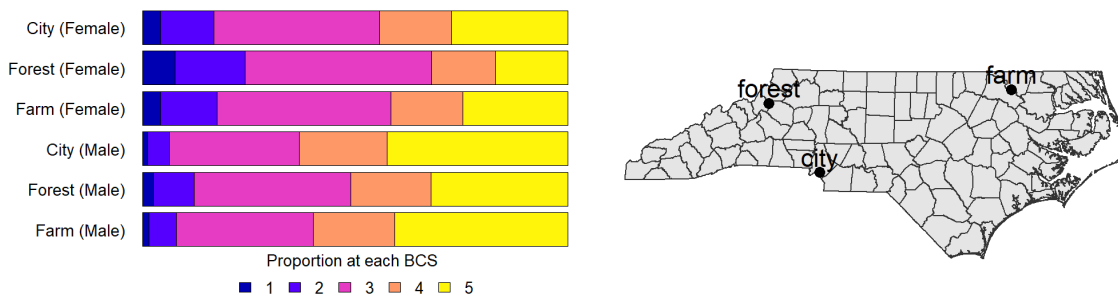 City (Female)
Forest (Female)
Farm (Female)
City (Male)
Forest (Male)
Farm (Male)
Proportion at each BCS
1 2 3 4 5
forest
farm
city